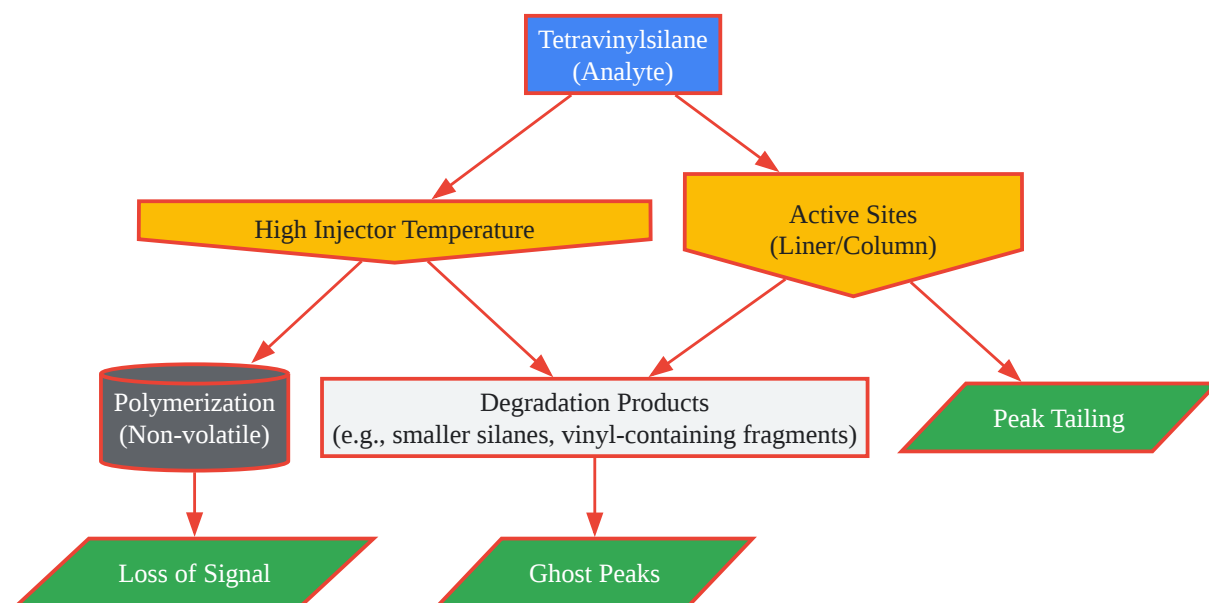 Tetravinylsilane
(Analyte)
High Injector Temperature
Active Sites
(Liner/Column)
Polymerization
(Non-volatile)
Degradation Products
(e.g., smaller silanes, vinyl-containing fragments)
Peak Tailing
Loss of Signal
Ghost Peaks